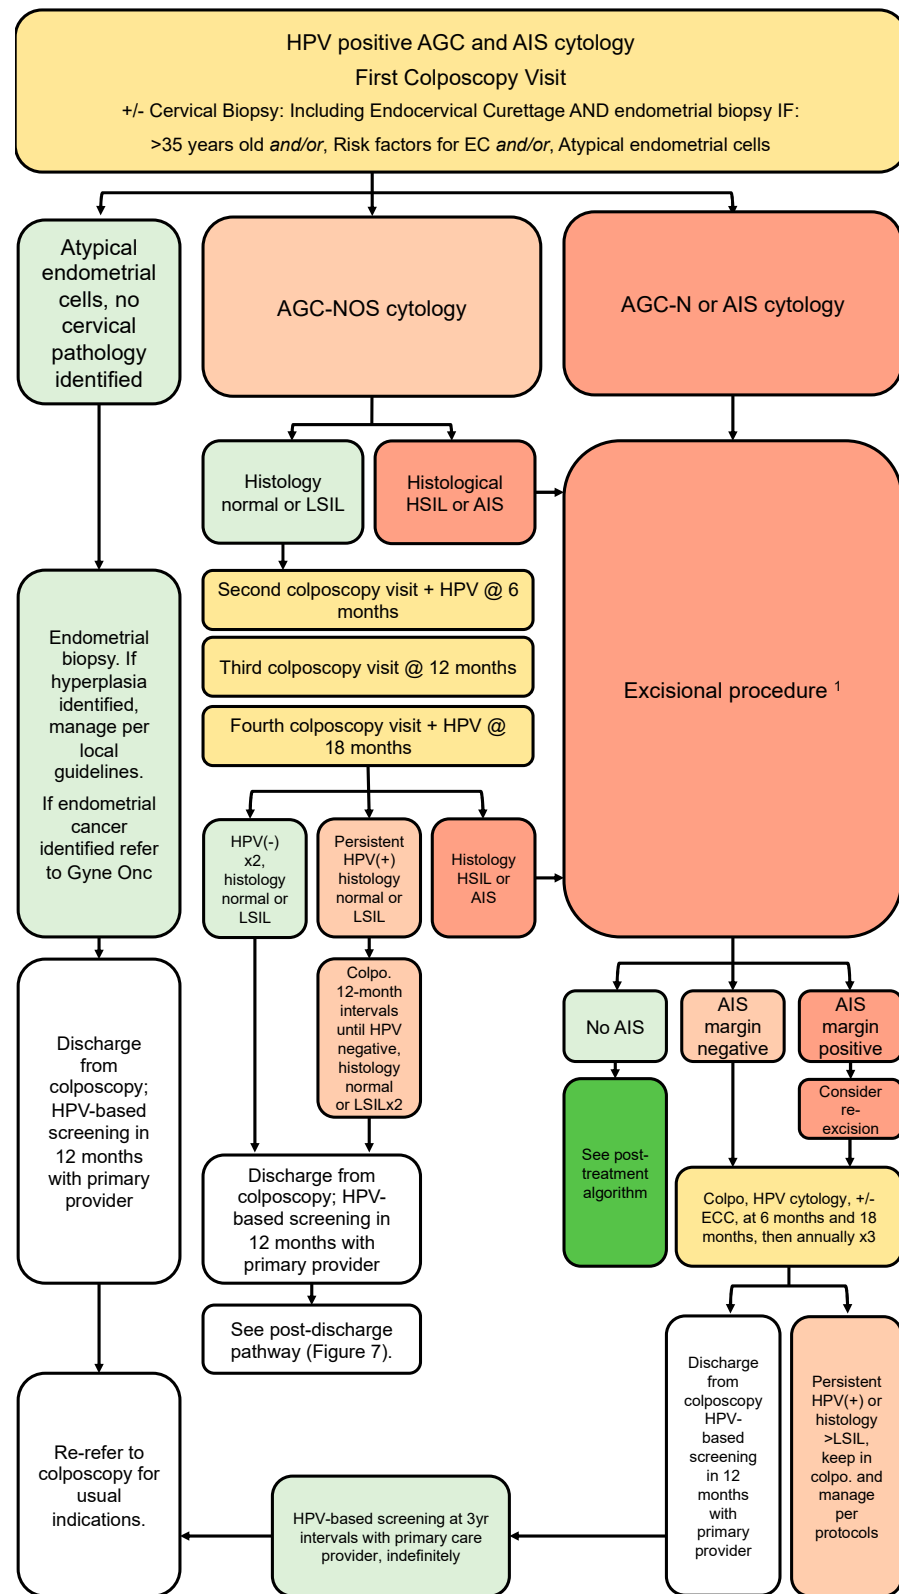 HPV positive AGC and AIS cytology
First Colposcopy Visit
+/- Cervical Biopsy: Including Endocervical Curettage AND endometrial biopsy IF:
>35 years old and/or, Risk factors for EC and/or, Atypical endometrial cells
Atypical
endometrial
cells, no
cervical
pathology
identified
AGC-NOS cytology
AGC-N or AIS cytology
Histology
normal or LSIL
Histological
HSIL or AIS
Second colposcopy visit + HPV @ 6
months
Third colposcopy visit @ 12 months
Fourth colposcopy visit + HPV @
18 months
Endometrial
biopsy. If
hyperplasia
identified,
manage per
local
guidelines.
If endometrial
cancer
identified refer
to Gyne Onc
Excisional procedure 1
HPV(-)
x2,
histology
normal or
LSIL
Persistent
HPV(+)
histology
normal or
LSIL
Histology
HSIL or
AIS
Colpo.
12-month
intervals
until HPV
negative,
histology
normal
or LSILx2
No AIS
AIS
margin
negative
AIS
margin
positive
Consider
re-
excision
Discharge
from
colposcopy;
HPV-based
screening in
12 months
with primary
provider
Discharge from
colposcopy; HPV-
based screening in
12 months with
primary provider
See post-
treatment
algorithm
Colpo, HPV cytology, +/-
ECC, at 6 months and 18
months, then annually x3
See post-discharge
pathway (Figure 7).
Discharge
from
colposcopy
HPV-
based
screening
in 12
months
with
primary
provider
Persistent
HPV(+) or
histology
>LSIL,
keep in
colpo. and
manage
per
protocols
Re-refer to
colposcopy for
usual
indications.
HPV-based screening at 3yr
intervals with primary care
provider, indefinitely